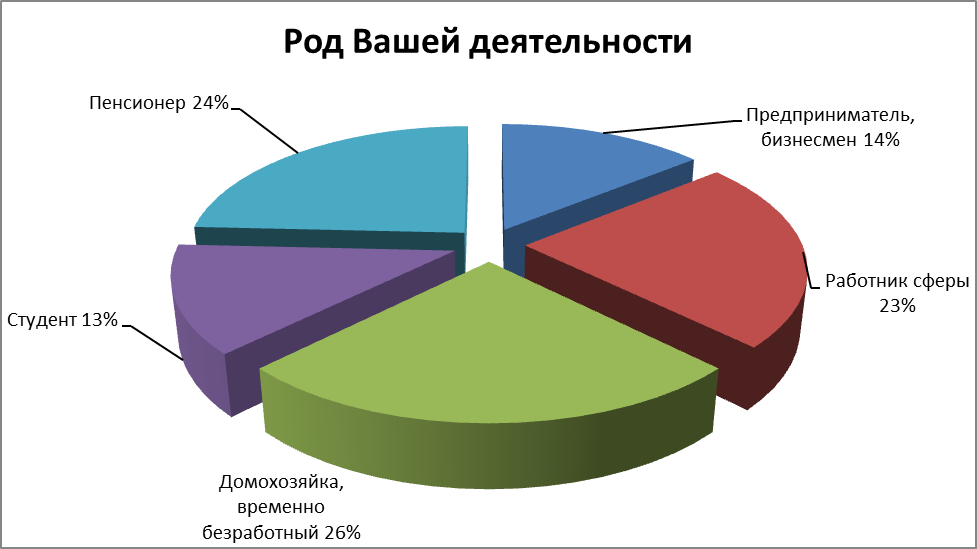 Род Вашей деятельности
Пенсионер 24%
Предприниматель,
бизнесмен 14%
Работник сферы
23%
Студент 13%
Домохозяйка,
временно
безработный 26%